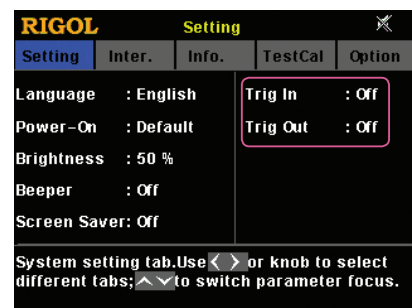 RIGOL Setting
Setting Inter. Info. TestCal Option
Language : English Trig In : Off
Power-On : Default Trig Out : Off
Brightness : 50 %
Beeper : Off
Screen Saver: Off
System setting tab.Use < > or knob to select
different tabs; to switch parameter focus.